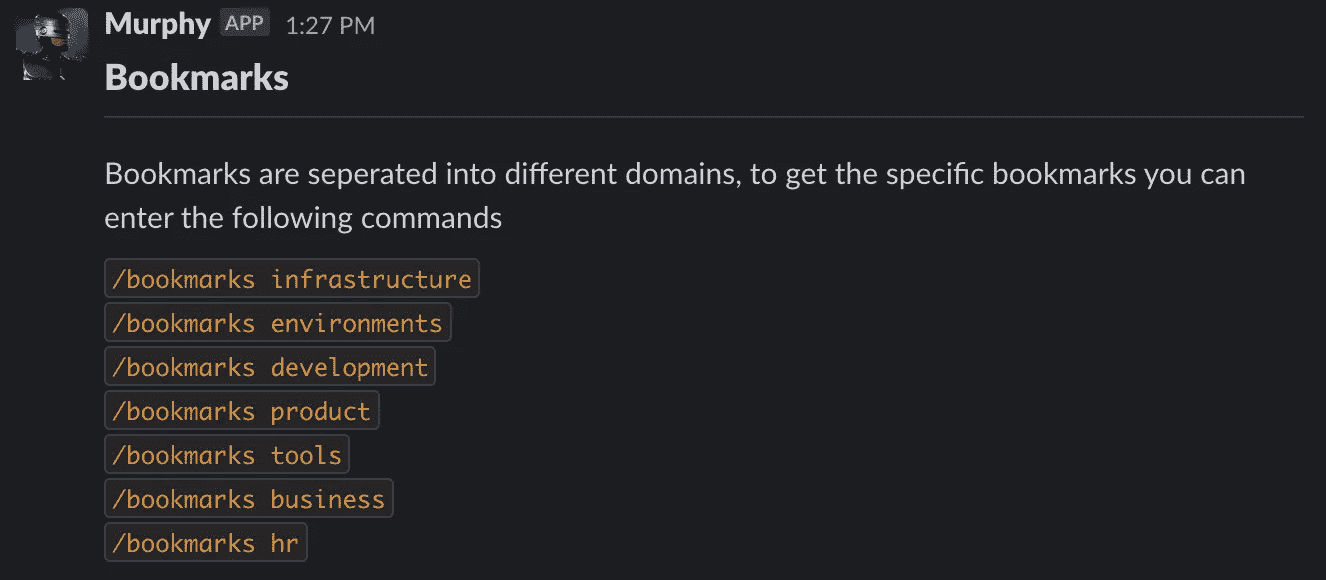 Murphy APP 1:27 PM
Bookmarks
Bookmarks are seperated into different domains, to get the specific bookmarks you can
enter the following commands
/bookmarks infrastructure
/bookmarks environments
/bookmarks development
/bookmarks product
/bookmarks tools
/bookmarks business
/bookmarks hr